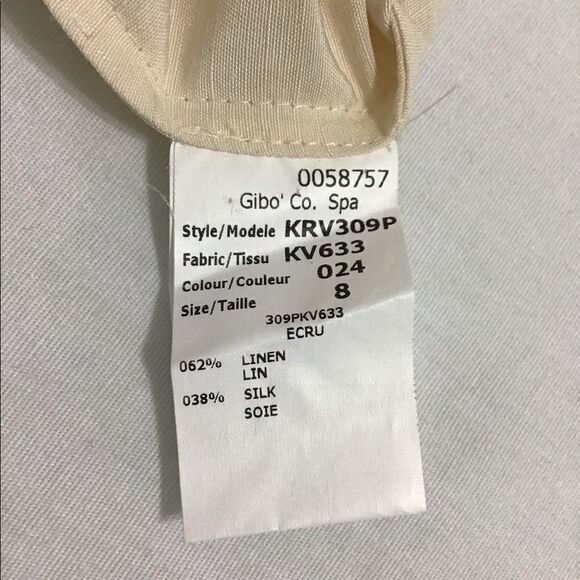 0058757
Gibo' Co. Spa
Style/Modele KRV309P
Fabric/Tissu KV633
Colour/Couleur 024
Size/Taille 8
309PKV633
ECRU
062% LINEN
LIN
038% SILK
SOIE